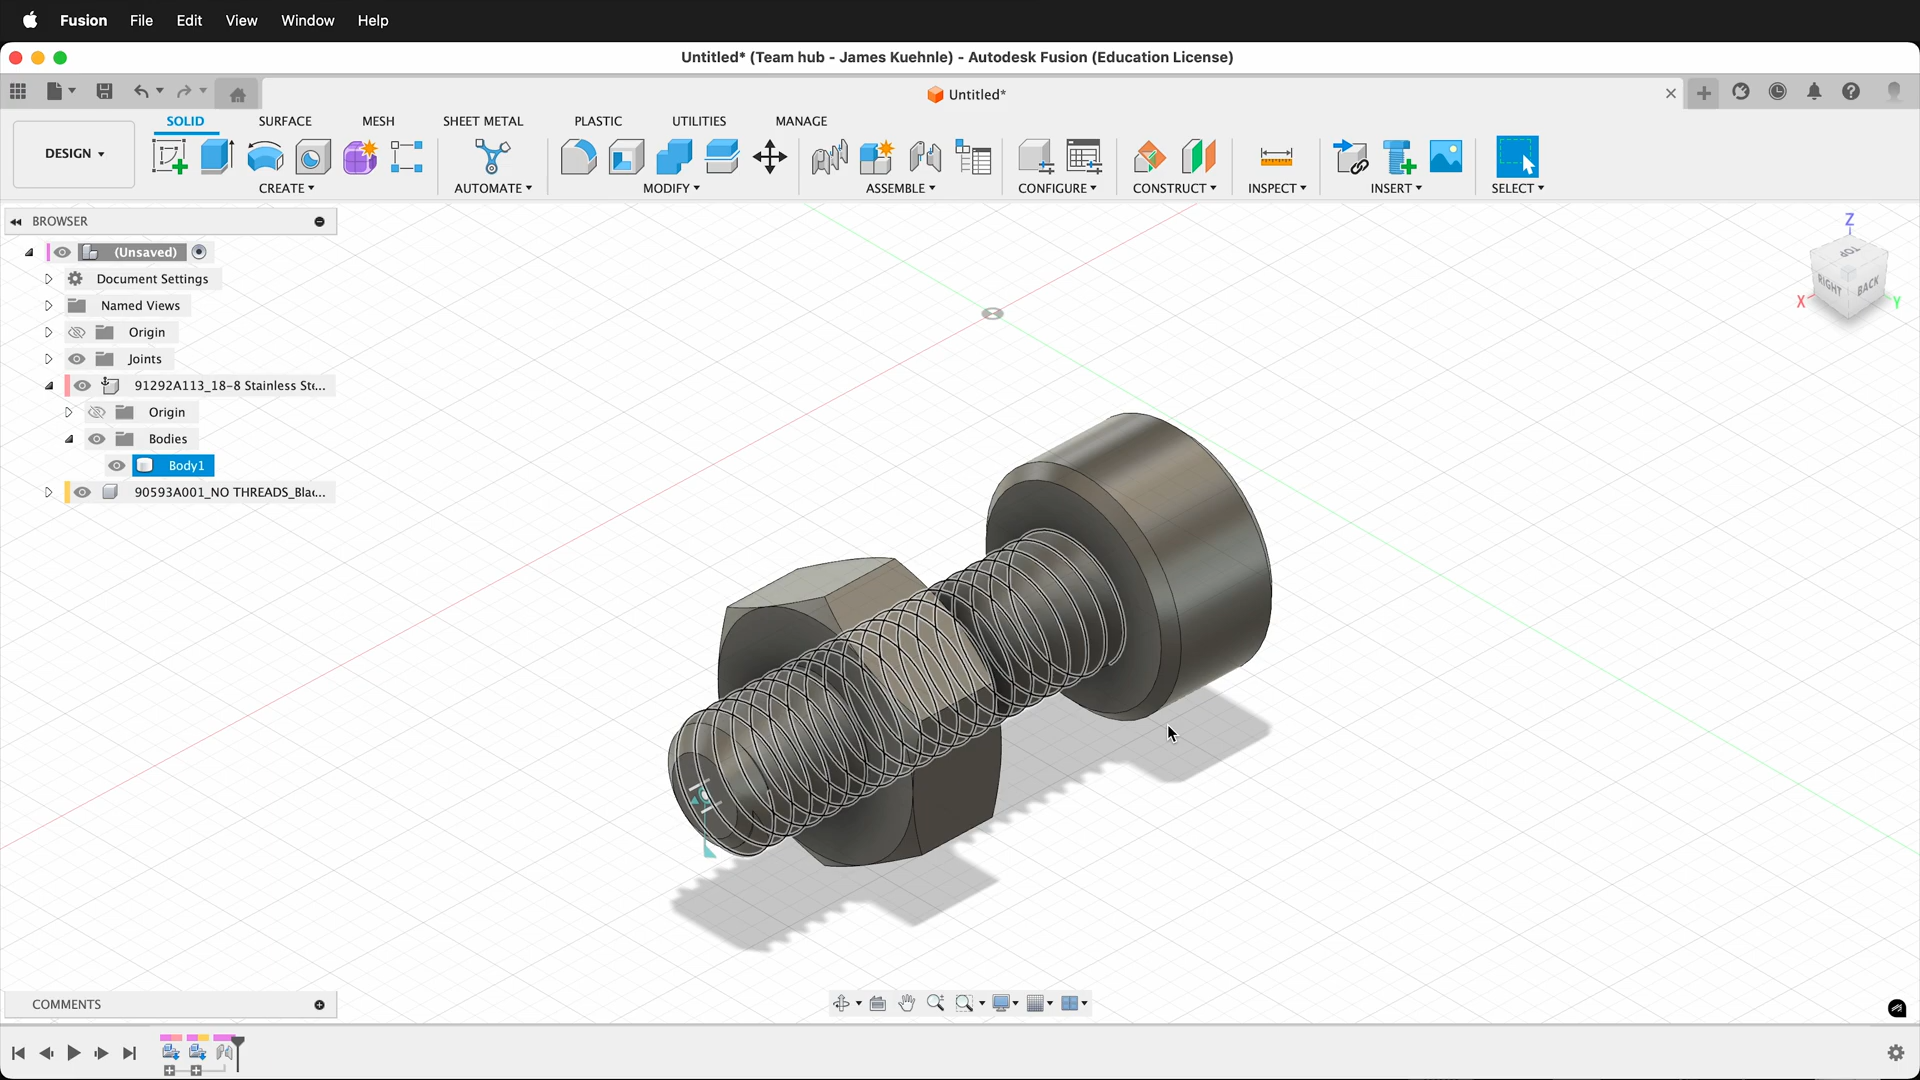 Fusion File Edit View Window Help
Untitled* (Team hub - James Kuehnle) - Autodesk Fusion (Education License)
Untitled*
SOLID SURFACE MESH SHEET METAL PLASTIC UTILITIES MANAGE
DESIGN
CREATE AUTOMATE MODIFY ASSEMBLE CONFIGURE CONSTRUCT INSPECT INSERT SELECT
BROWSER
(Unsaved)
Document Settings
Named Views
Origin
Joints
91292A113_18-8 Stainless Ste...
Origin
Bodies
Body1
90593A001_NO THREADS_Blac...
Z
TOP
RIGHT BACK
X Y
COMMENTS